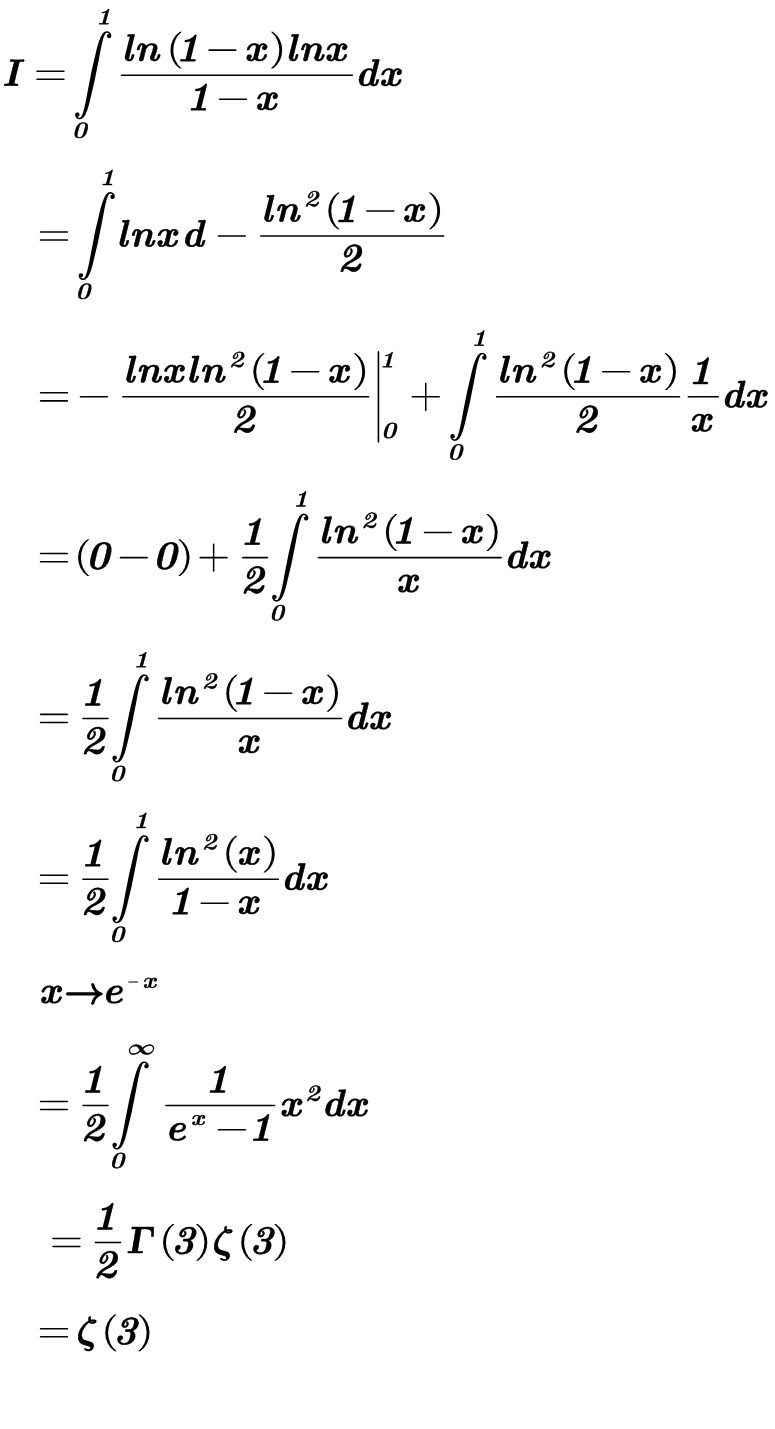 I = ∫₀¹ ln(1−x)lnx / (1−x) dx
= ∫₀¹ lnx d − ln²(1−x) / 2
= − lnxln²(1−x) / 2 |₀¹ + ∫₀¹ ln²(1−x) / 2 1/x dx
= (0−0) + 1/2 ∫₀¹ ln²(1−x) / x dx
= 1/2 ∫₀¹ ln²(1−x) / x dx
= 1/2 ∫₀¹ ln²(x) / (1−x) dx
x→e⁻ˣ
= 1/2 ∫₀^∞ 1 / (eˣ−1) x² dx
= 1/2 Γ(3)ζ(3)
= ζ(3)